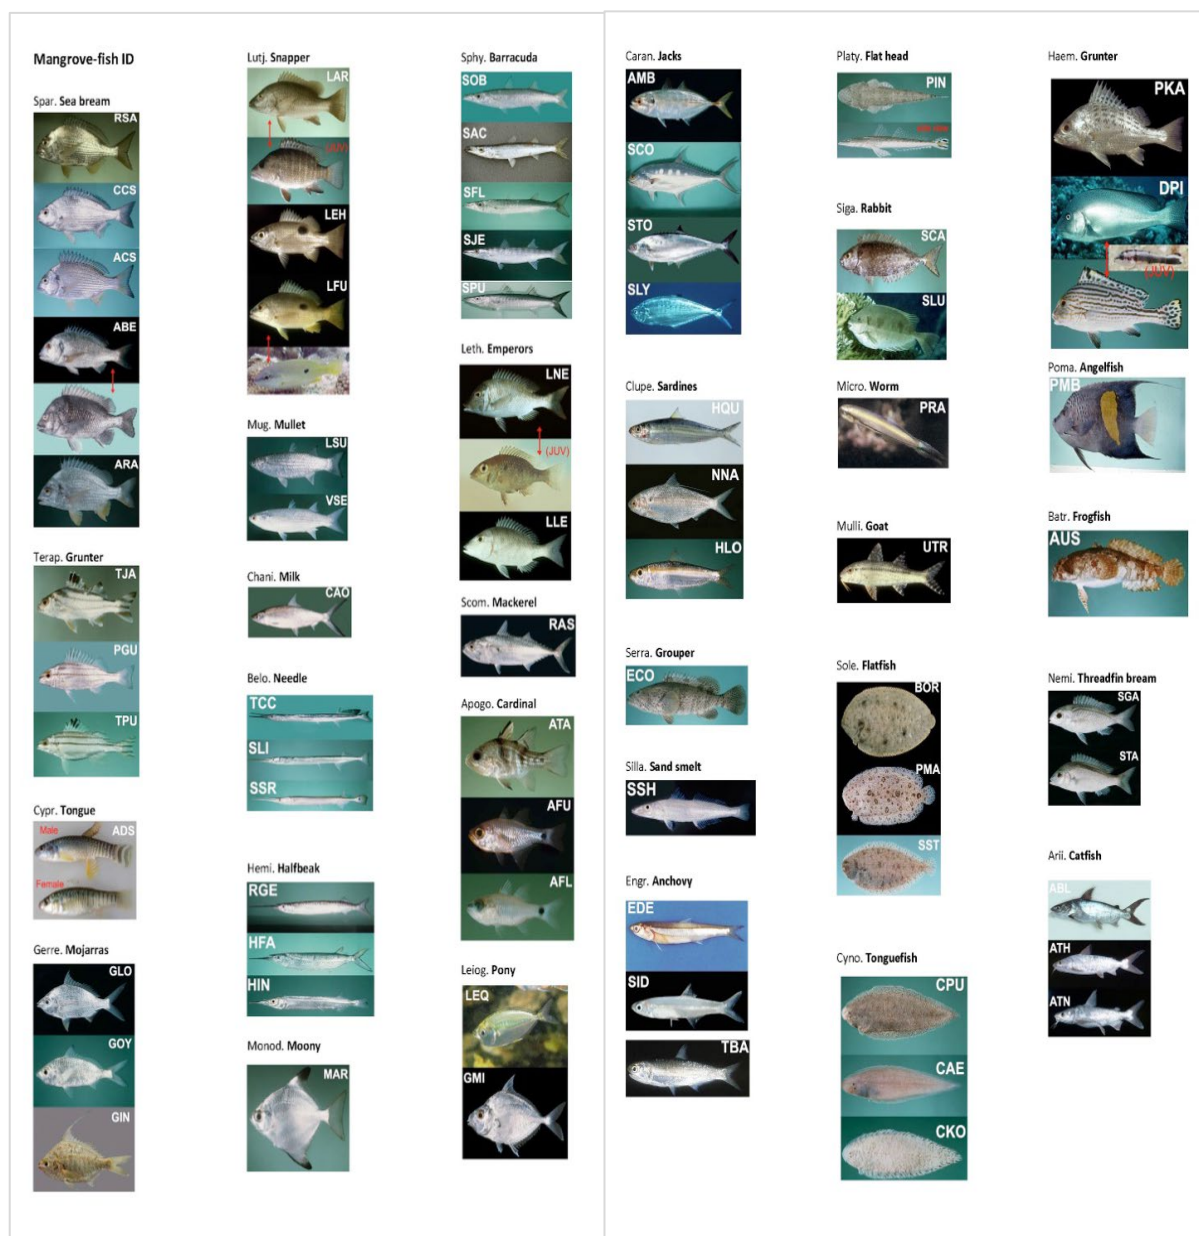 Mangrove-fish ID
Spar. Sea bream
RSA
CCS
ACS
ABE
ARA
Terap. Grunter
TJA
PGU
TPU
Cypr. Tongue
Male
ADS
Female
Gerre. Mojarras
GLO
GOY
GIN
Lutj. Snapper
LAR
(JUV)
LEH
LFU
Mug. Mullet
LSU
VSE
Chani. Milk
CAO
Belo. Needle
TCC
SLI
SSR
Hemi. Halfbeak
RGE
HFA
HIN
Monod. Moony
MAR
Sphy. Barracuda
SOB
SAC
SFL
SJE
SPU
Leth. Emperors
LNE
(JUV)
LLE
Scom. Mackerel
RAS
Apogo. Cardinal
ATA
AFU
AFL
Leiog. Pony
LEQ
GMI
Caran. Jacks
AMB
SCO
STO
SLY
Clupe. Sardines
HQU
NNA
HLO
Serra. Grouper
ECO
Silla. Sand smelt
SSH
Engr. Anchovy
EDE
SID
TBA
Platy. Flat head
PIN
Siga. Rabbit
SCA
SLU
Micro. Worm
PRA
Mulli. Goat
UTR
Sole. Flatfish
BOR
PMA
SST
Cyno. Tonguefish
CPU
CAE
CKO
Haem. Grunter
PKA
DPI
(JUV)
Poma. Angelfish
PMB
Batr. Frogfish
AUS
Nemi. Threadfin bream
SGA
STA
Arii. Catfish
ABL
ATH
ATN